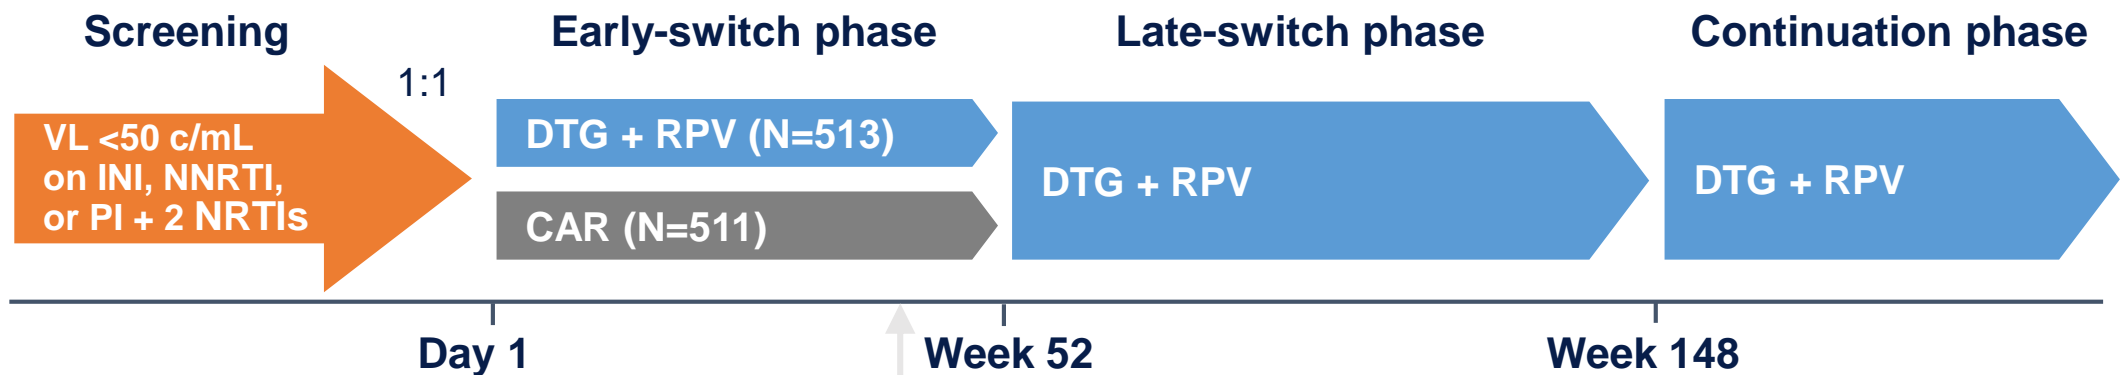 Screening
Early-switch phase
Late-switch phase
Continuation phase
1:1
VL <50 c/mL
on INI, NNRTI,
or PI + 2 NRTIs
DTG + RPV (N=513)
CAR (N=511)
DTG + RPV
DTG + RPV
Day 1
Week 52
Week 148